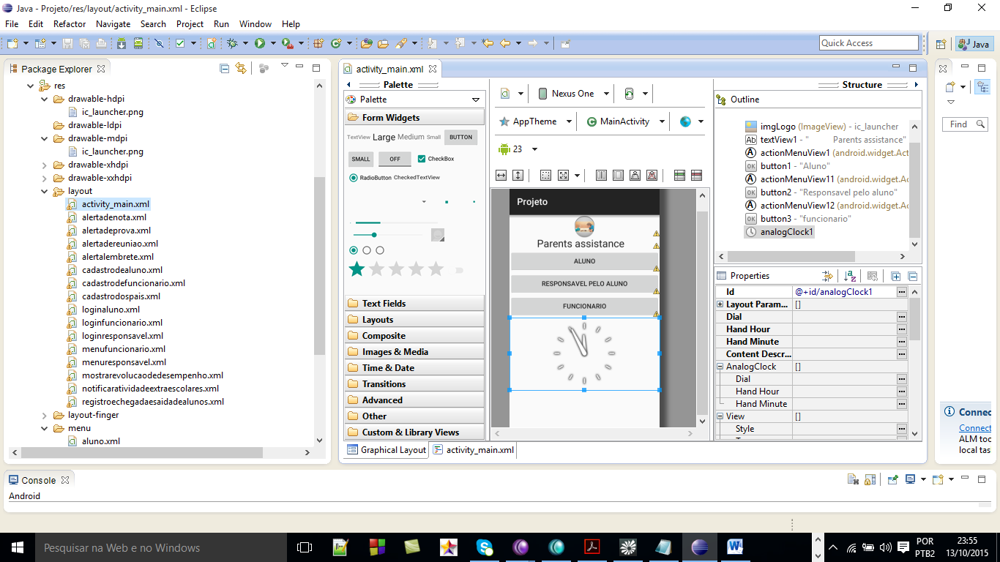 Java - Projeto/res/layout/activity_main.xml - Eclipse
File Edit Refactor Navigate Search Project Run Window Help
Quick Access
Java
Package Explorer
res
drawable-hdpi
ic_launcher.png
drawable-ldpi
drawable-mdpi
ic_launcher.png
drawable-xhdpi
drawable-xxhdpi
layout
activity_main.xml
alertadenota.xml
alertadeprova.xml
alertadereuniao.xml
alertalembrete.xml
cadastrodealuno.xml
cadastrodefuncionario.xml
cadastrodospais.xml
loginaluno.xml
loginfuncionario.xml
loginresponsavel.xml
menufuncionario.xml
menuresponsavel.xml
mostrarevolucaodedesempenho.xml
notificaratividadeextraescolares.xml
registroechegadaesaidadealunos.xml
layout-finger
menu
aluno.xml
activity_main.xml
Palette
Palette
Form Widgets
TextView Large Medium Small BUTTON
SMALL OFF CheckBox
RadioButton CheckedTextView
Text Fields
Layouts
Composite
Images & Media
Time & Date
Transitions
Advanced
Other
Custom & Library Views
Graphical Layout activity_main.xml
Nexus One
AppTheme MainActivity
23
Projeto
Parents assistance
ALUNO
RESPONSAVEL PELO ALUNO
FUNCIONARIO
Structure
Outline
imgLogo (ImageView) - ic_launcher
Ab textView1 - " Parents assistance"
A actionMenuView1 (android.widget.Act
OK button1 - "Aluno"
A actionMenuView11 (android.widget.Ac
OK button2 - "Responsavel pelo aluno"
A actionMenuView12 (android.widget.Ac
OK button3 - "funcionario"
analogClock1
Properties
Id @+id/analogClock1
Layout Param... []
Dial
Hand Hour
Hand Minute
Content Descr...
AnalogClock []
Dial
Hand Hour
Hand Minute
View []
Style
Find
Connec
Connect
ALM toc
local tas
Console
Android
Pesquisar na Web e no Windows
POR
PTB2
23:55
13/10/2015